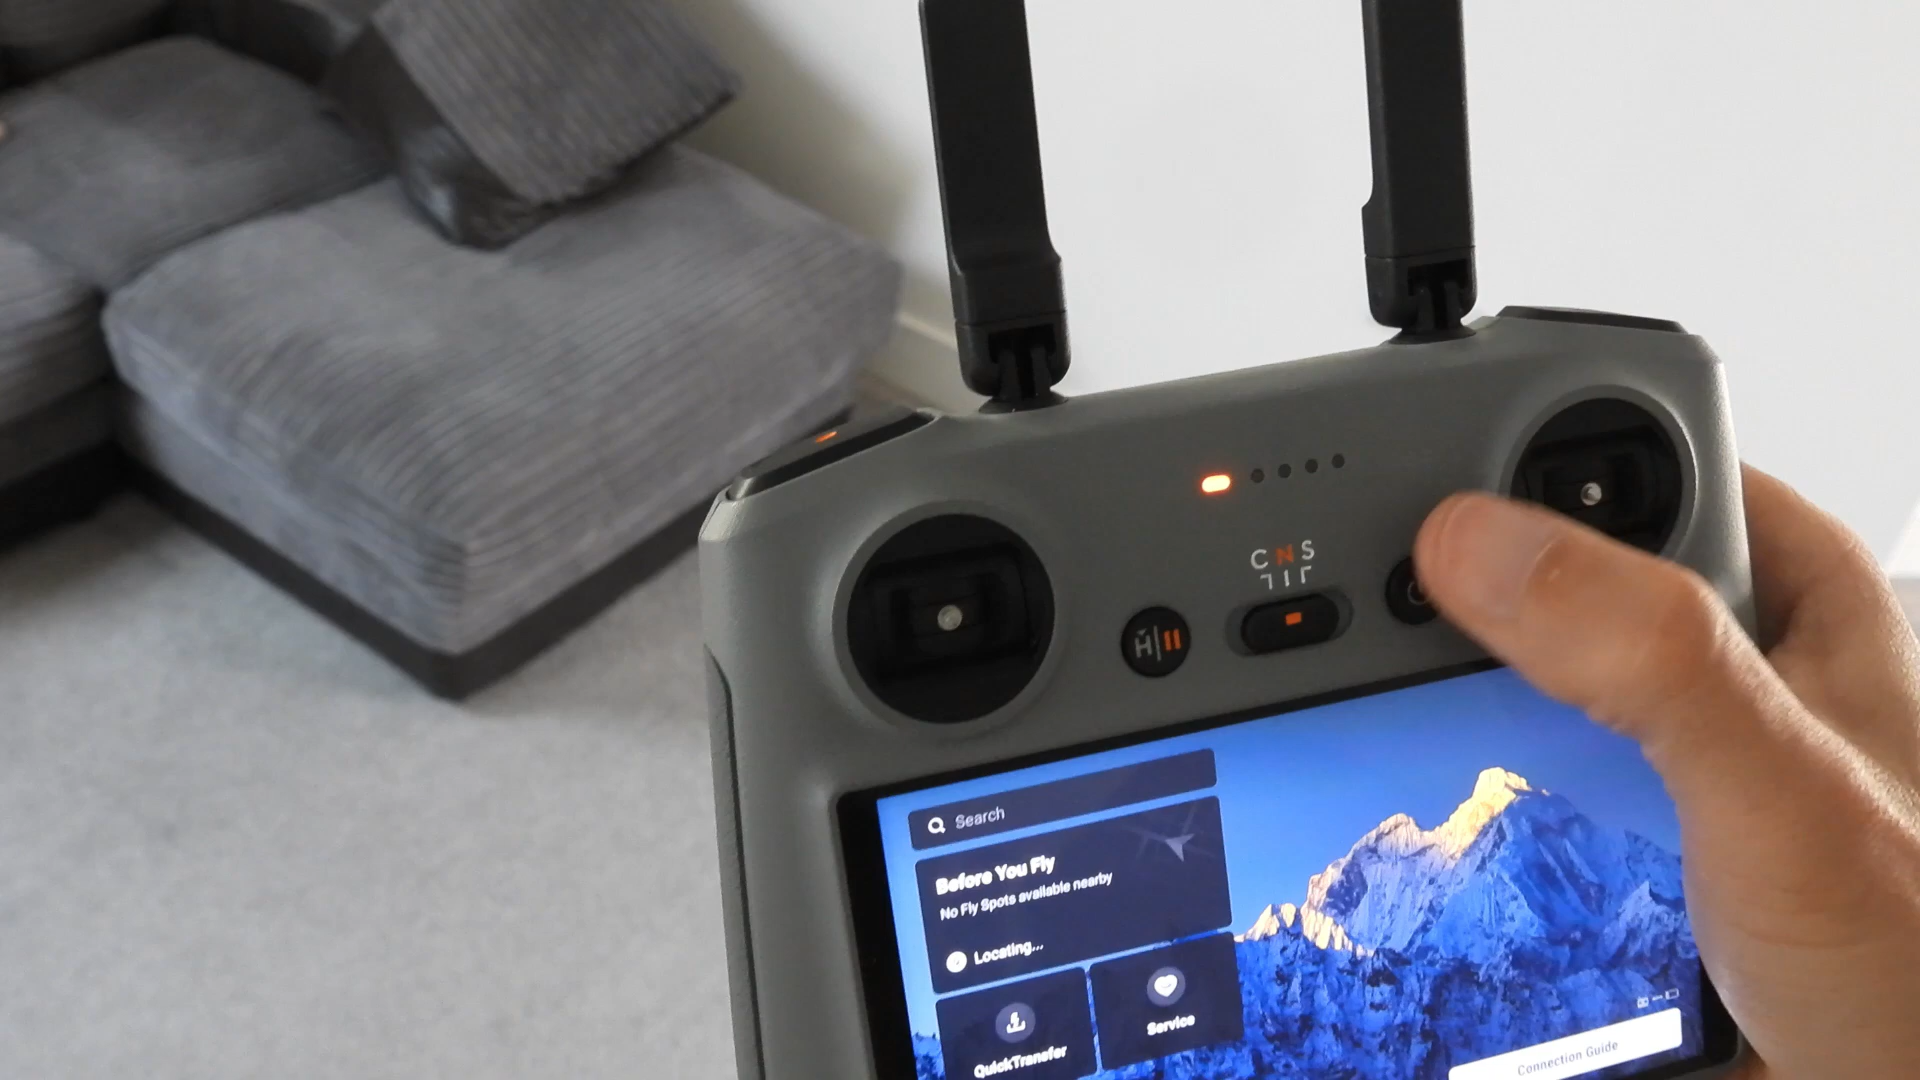 C N S
H
Search
Before You Fly
No Fly Spots available nearby
Locating...
QuickTransfer
Service
Connection Guide